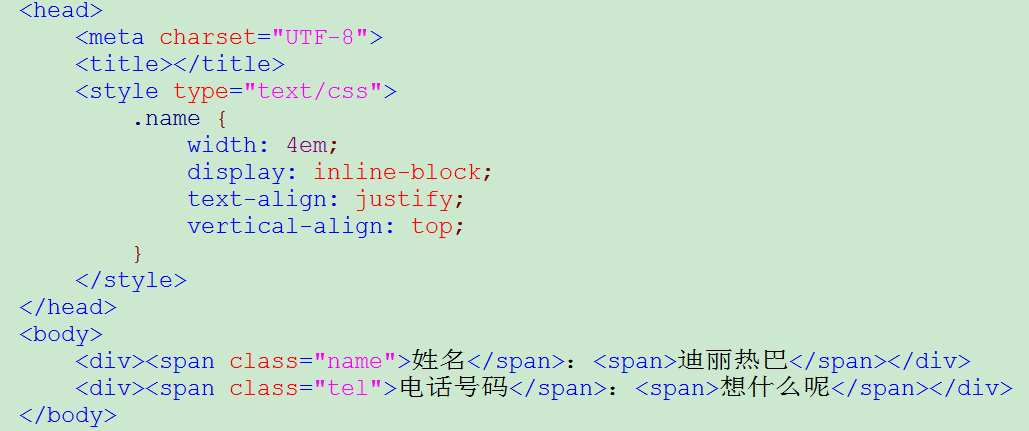 <head>
<meta charset="UTF-8">
<title></title>
<style type="text/css">
.name {
width: 4em;
display: inline-block;
text-align: justify;
vertical-align: top;
}
</style>
</head>
<body>
<div><span class="name">姓名</span>：<span>迪丽热巴</span></div>
<div><span class="tel">电话号码</span>：<span>想什么呢</span></div>
</body>